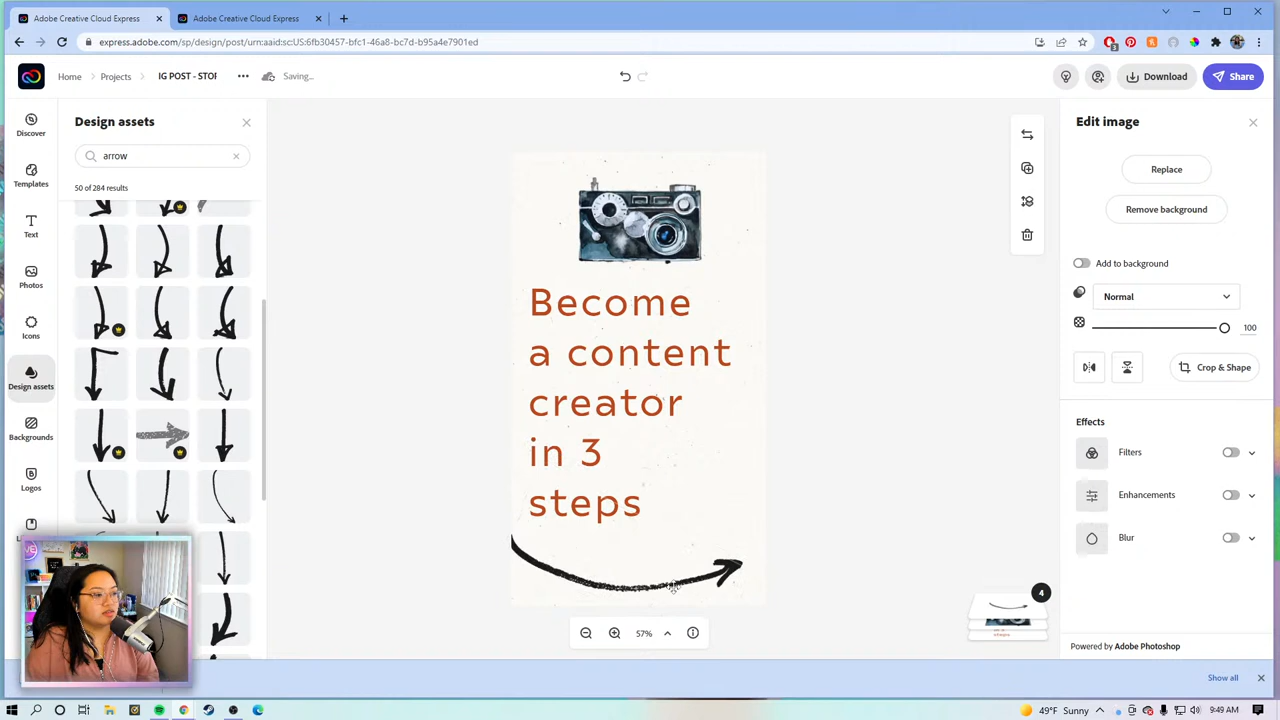 Adobe Creative Cloud Express
Adobe Creative Cloud Express
express.adobe.com/sp/design/post/urn:aaid:sc:US:6fb30457-bfc1-46a8-bc7d-b95a4e7901ed
Home
Projects
IG POST - STOF
Saving...
Download
Share
Discover
Templates
Text
Photos
Icons
Design assets
Backgrounds
Logos
Design assets
arrow
50 of 284 results
Become
a content
creator
in 3
steps
57%
4
Edit image
Replace
Remove background
Add to background
Normal
100
Crop & Shape
Effects
Filters
Enhancements
Blur
Powered by Adobe Photoshop
Show all
49°F Sunny
9:49 AM